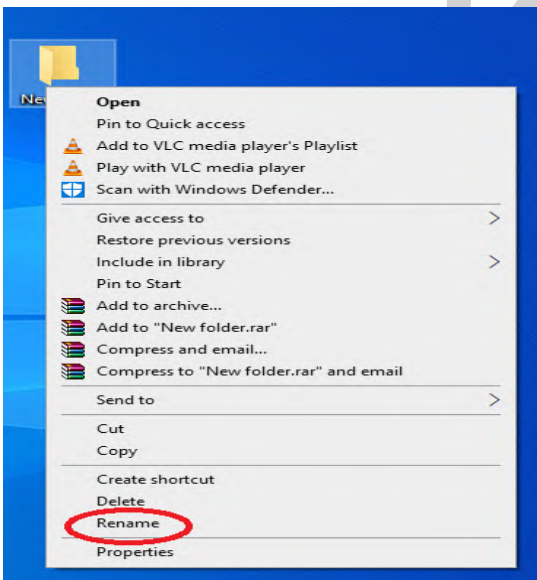 Open
Pin to Quick access
Add to VLC media player's Playlist
Play with VLC media player
Scan with Windows Defender...
Give access to
Restore previous versions
Include in library
Pin to Start
Add to archive...
Add to "New folder.rar"
Compress and email...
Compress to "New folder.rar" and email
Send to
Cut
Copy
Create shortcut
Delete
Rename
Properties